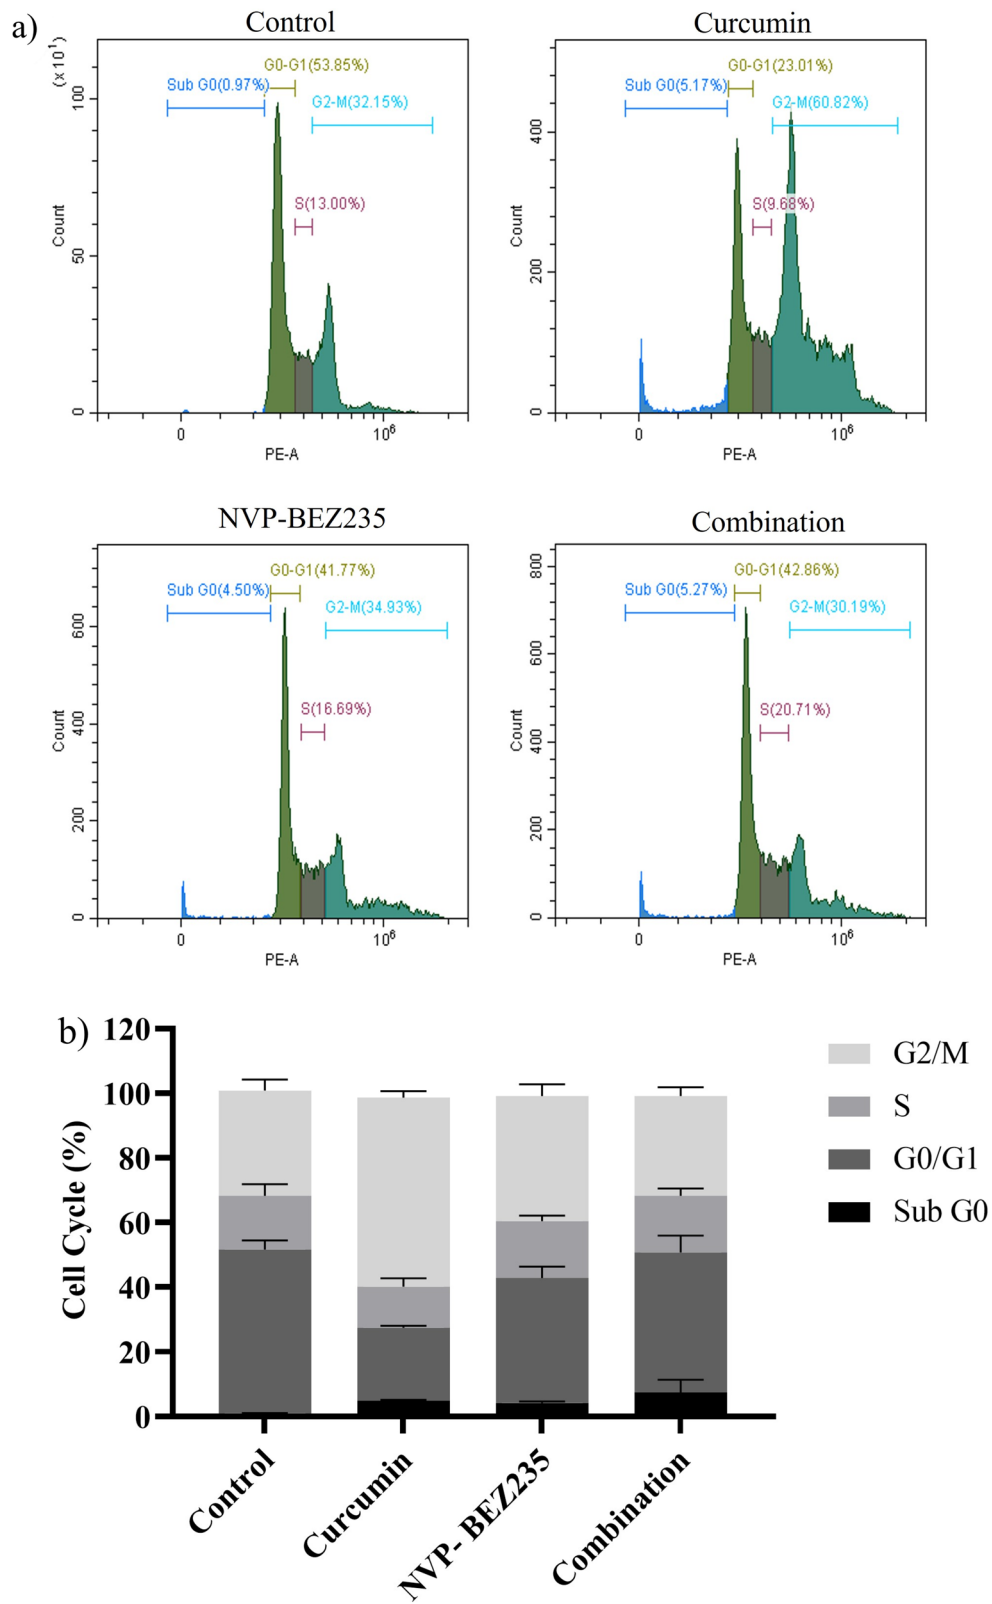 a)
Control
(x 10¹)
G0-G1(53.85%)
Sub G0(0.97%)
G2-M(32.15%)
S(13.00%)
100
50
0
Count
0
10⁶
PE-A
Curcumin
G0-G1(23.01%)
Sub G0(5.17%)
G2-M(60.82%)
S(9.68%)
400
200
0
Count
0
10⁶
PE-A
NVP-BEZ235
G0-G1(41.77%)
Sub G0(4.50%)
G2-M(34.93%)
S(16.69%)
600
400
200
0
Count
0
10⁶
PE-A
Combination
G0-G1(42.86%)
Sub G0(5.27%)
G2-M(30.19%)
S(20.71%)
800
600
400
200
0
Count
0
10⁶
PE-A
b)
120
100
80
60
40
20
0
Cell Cycle (%)
Control
Curcumin
NVP- BEZ235
Combination
G2/M
S
G0/G1
Sub G0